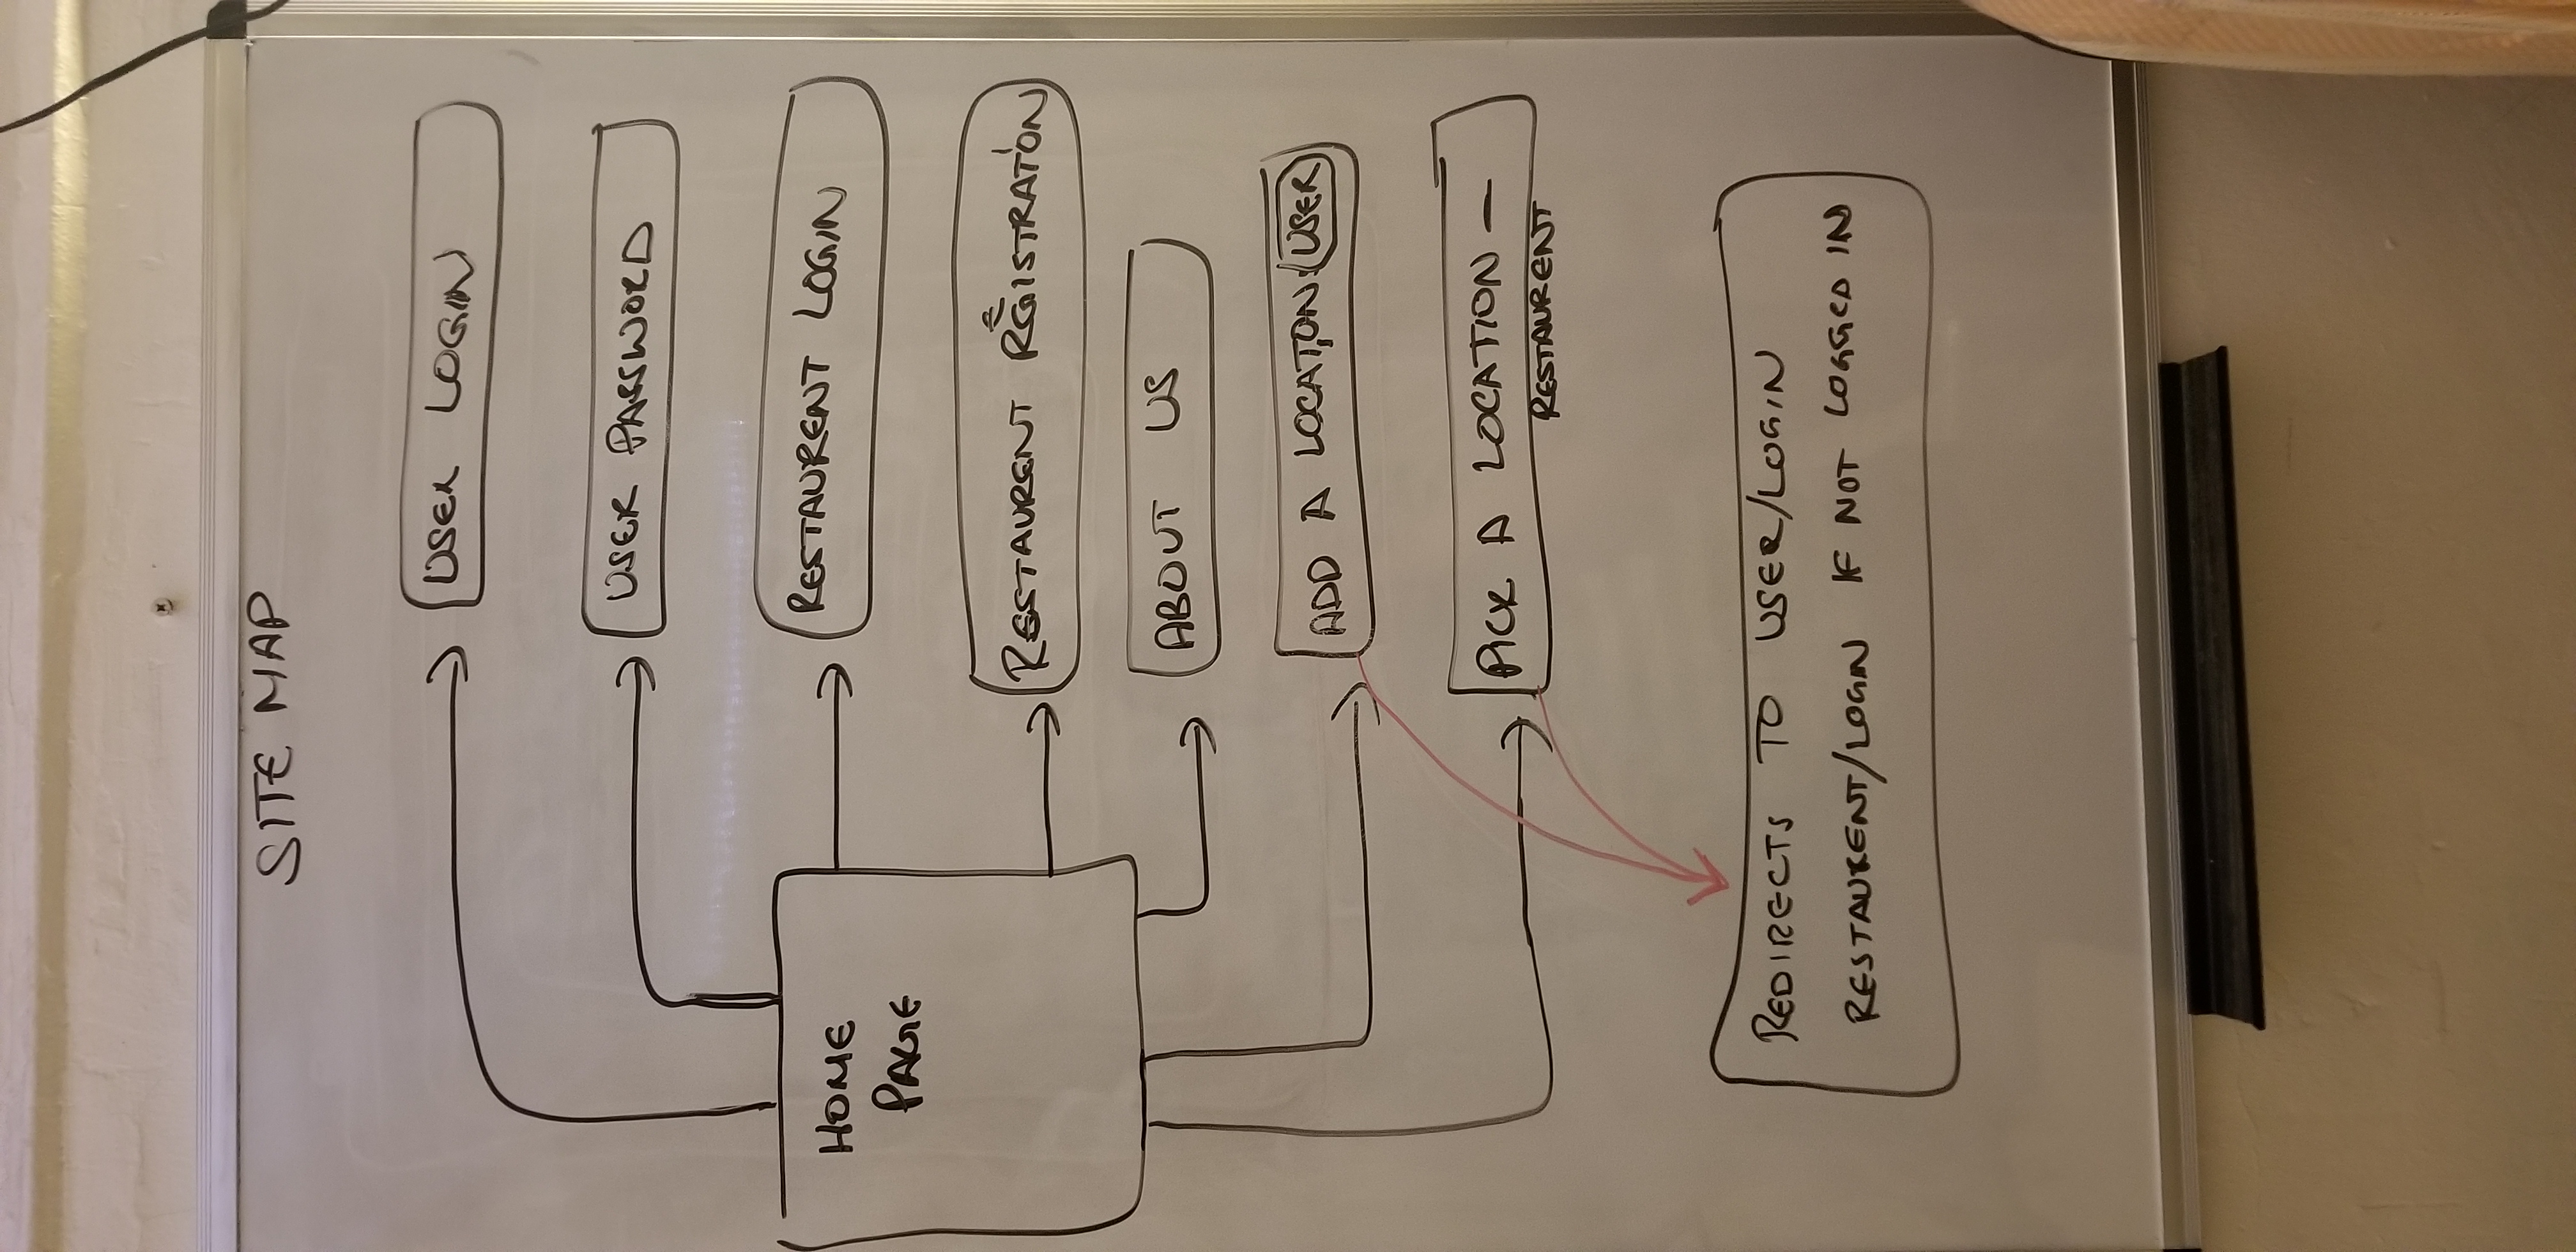 SITE MAP
USER LOGIN
USER PASSWORD
HOME
PAGE
RESTAURENT LOGIN
RESTAURENT REGISTRATION
ABOUT US
ADD A LOCATION: USER
PICK A LOCATION —
RESTAURENT
REDIRECTS TO USER/LOGIN
RESTAURENT/LOGIN IF NOT LOGGED IN